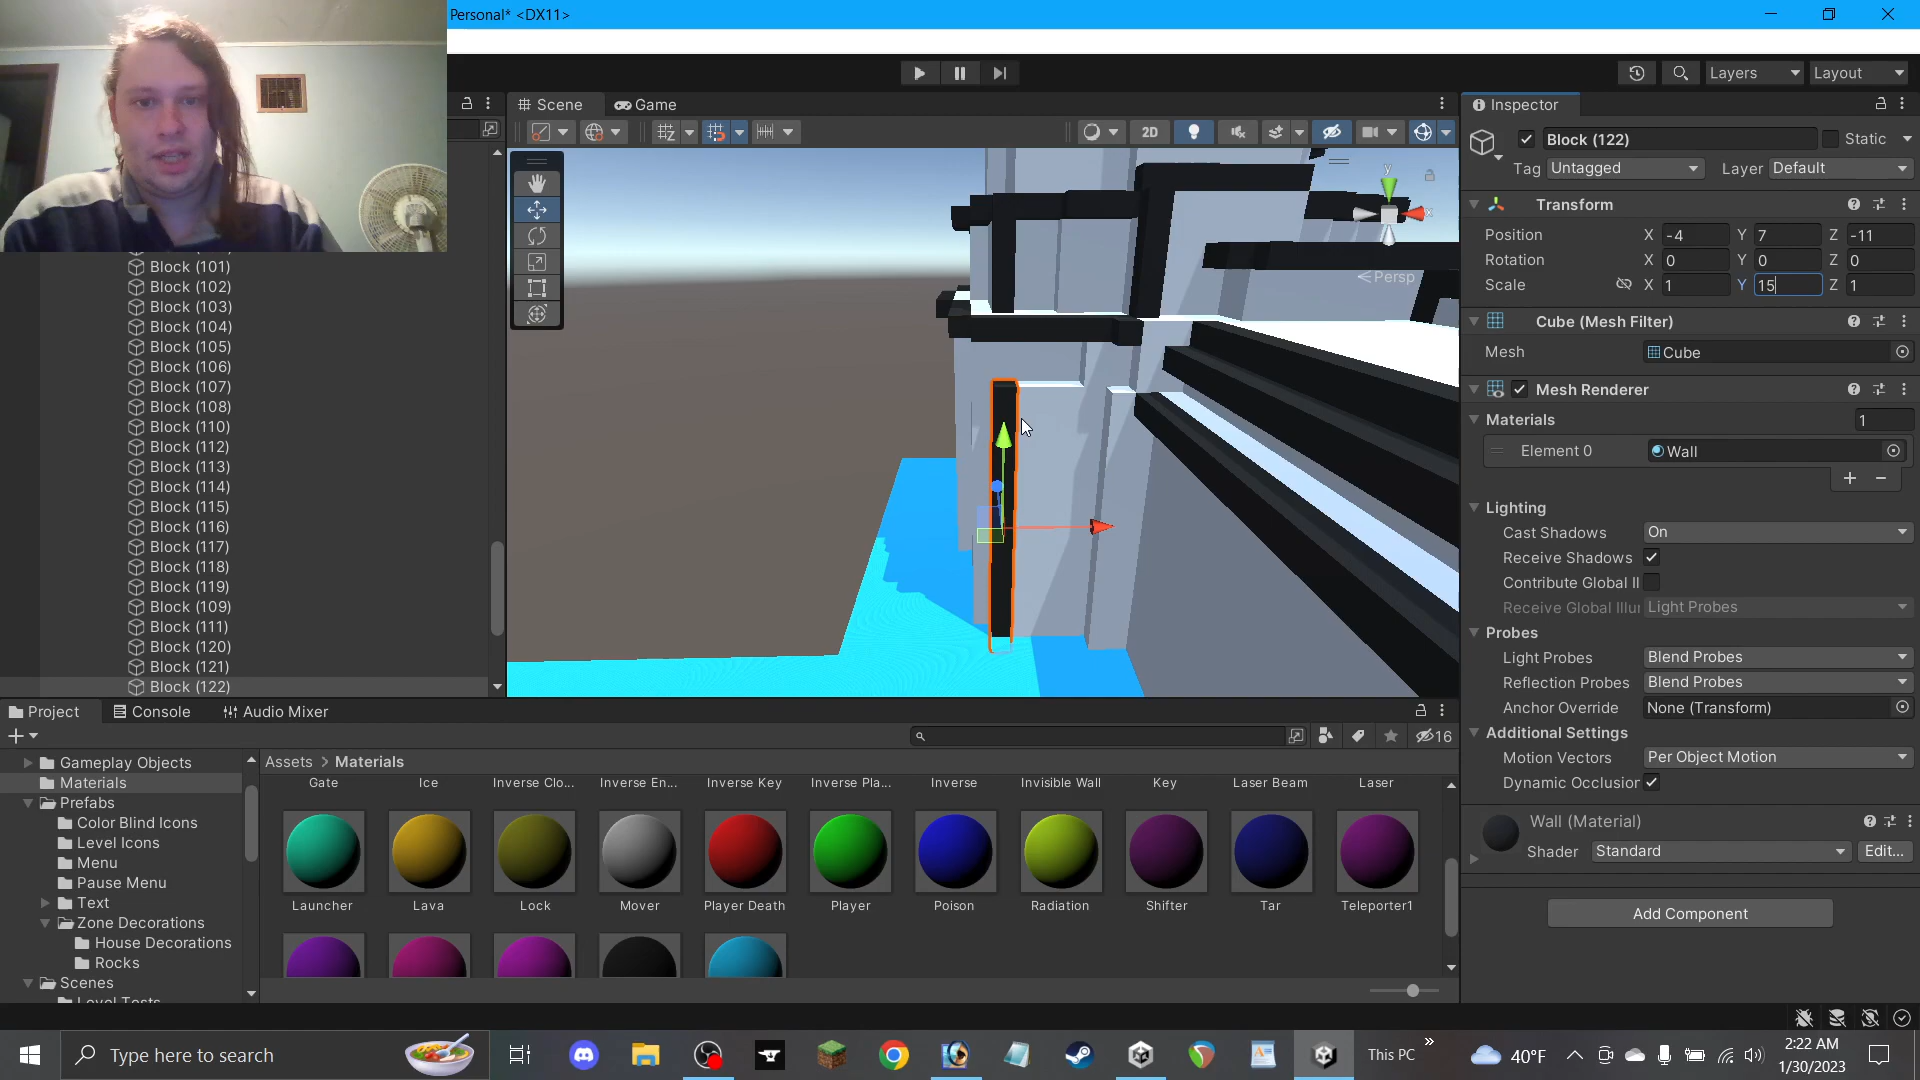 Personal* <DX11>
Layers
Layout
Scene
Game
Inspector
2D
Block (122)
Static
Tag Untagged
Layer Default
Transform
Position X -4 Y 7 Z -11
Rotation X 0 Y 0 Z 0
Scale X 1 Y 15 Z 1
y
x
Persp
Cube (Mesh Filter)
Mesh Cube
Mesh Renderer
Materials 1
Element 0 Wall
Lighting
Cast Shadows On
Receive Shadows
Contribute Global Il
Receive Global Illur Light Probes
Probes
Light Probes Blend Probes
Reflection Probes Blend Probes
Anchor Override None (Transform)
Additional Settings
Motion Vectors Per Object Motion
Dynamic Occlusion
Wall (Material)
Shader Standard Edit...
Add Component
Block (101)
Block (102)
Block (103)
Block (104)
Block (105)
Block (106)
Block (107)
Block (108)
Block (110)
Block (112)
Block (113)
Block (114)
Block (115)
Block (116)
Block (117)
Block (118)
Block (119)
Block (109)
Block (111)
Block (120)
Block (121)
Block (122)
Project
Console
Audio Mixer
16
Gameplay Objects
Materials
Prefabs
Color Blind Icons
Level Icons
Menu
Pause Menu
Text
Zone Decorations
House Decorations
Rocks
Scenes
Level Tests
Assets > Materials
Gate Ice Inverse Clo... Inverse En... Inverse Key Inverse Pla... Inverse Invisible Wall Key Laser Beam Laser
Launcher Lava Lock Mover Player Death Player Poison Radiation Shifter Tar Teleporter1
Type here to search
This PC
40°F
2:22 AM
1/30/2023